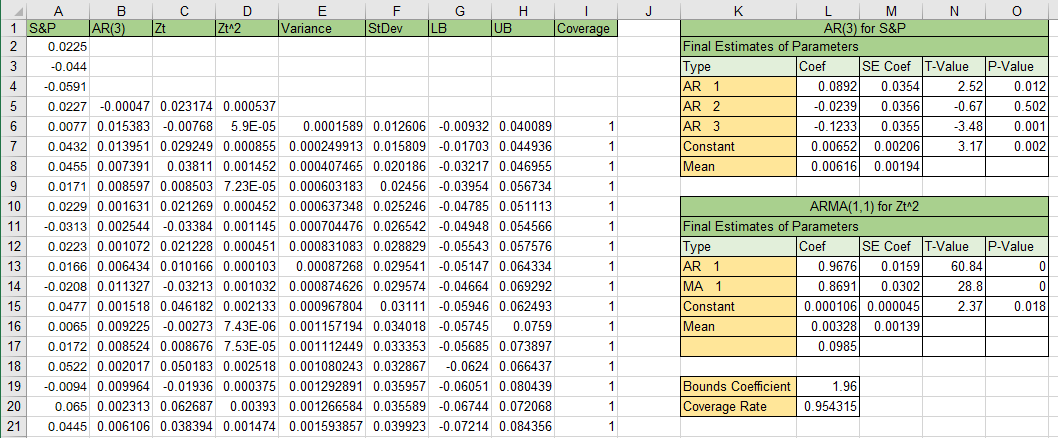 A B C D E F G H I J K L M N O
1 S&P AR(3) Zt Zt^2 Variance StDev LB UB Coverage AR(3) for S&P
2 0.0225 Final Estimates of Parameters
3 -0.044 Type Coef SE Coef T-Value P-Value
4 -0.0591 AR 1 0.0892 0.0354 2.52 0.012
5 0.0227 -0.00047 0.023174 0.000537 AR 2 -0.0239 0.0356 -0.67 0.502
6 0.0077 0.015383 -0.00768 5.9E-05 0.0001589 0.012606 -0.00932 0.040089 1 AR 3 -0.1233 0.0355 -3.48 0.001
7 0.0432 0.013951 0.029249 0.000855 0.000249913 0.015809 -0.01703 0.044936 1 Constant 0.00652 0.00206 3.17 0.002
8 0.0455 0.007391 0.03811 0.001452 0.000407465 0.020186 -0.03217 0.046955 1 Mean 0.00616 0.00194
9 0.0171 0.008597 0.008503 7.23E-05 0.000603183 0.02456 -0.03954 0.056734 1
10 0.0229 0.001631 0.021269 0.000452 0.000637348 0.025246 -0.04785 0.051113 1 ARMA(1,1) for Zt^2
11 -0.0313 0.002544 -0.03384 0.001145 0.000704476 0.026542 -0.04948 0.054566 1 Final Estimates of Parameters
12 0.0223 0.001072 0.021228 0.000451 0.000831083 0.028829 -0.05543 0.057576 1 Type Coef SE Coef T-Value P-Value
13 0.0166 0.006434 0.010166 0.000103 0.00087268 0.029541 -0.05147 0.064334 1 AR 1 0.9676 0.0159 60.84 0
14 -0.0208 0.011327 -0.03213 0.001032 0.000874626 0.029574 -0.04664 0.069292 1 MA 1 0.8691 0.0302 28.8 0
15 0.0477 0.001518 0.046182 0.002133 0.000967804 0.03111 -0.05946 0.062493 1 Constant 0.000106 0.000045 2.37 0.018
16 0.0065 0.009225 -0.00273 7.43E-06 0.001157194 0.034018 -0.05745 0.0759 1 Mean 0.00328 0.00139
17 0.0172 0.008524 0.008676 7.53E-05 0.001112449 0.033353 -0.05685 0.073897 1 0.0985
18 0.0522 0.002017 0.050183 0.002518 0.001080243 0.032867 -0.0624 0.066437 1
19 -0.0094 0.009964 -0.01936 0.000375 0.001292891 0.035957 -0.06051 0.080439 1 Bounds Coefficient 1.96
20 0.065 0.002313 0.062687 0.00393 0.001266584 0.035589 -0.06744 0.072068 1 Coverage Rate 0.954315
21 0.0445 0.006106 0.038394 0.001474 0.001593857 0.039923 -0.07214 0.084356 1